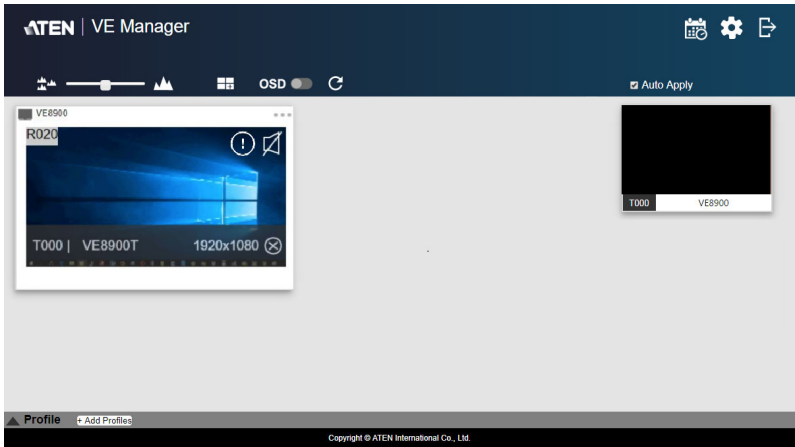 ATEN | VE Manager
OSD
Auto Apply
VE8900
R020
T000 | VE8900T 1920x1080
T000 VE8900
Profile + Add Profiles
Copyright © ATEN International Co., Ltd.